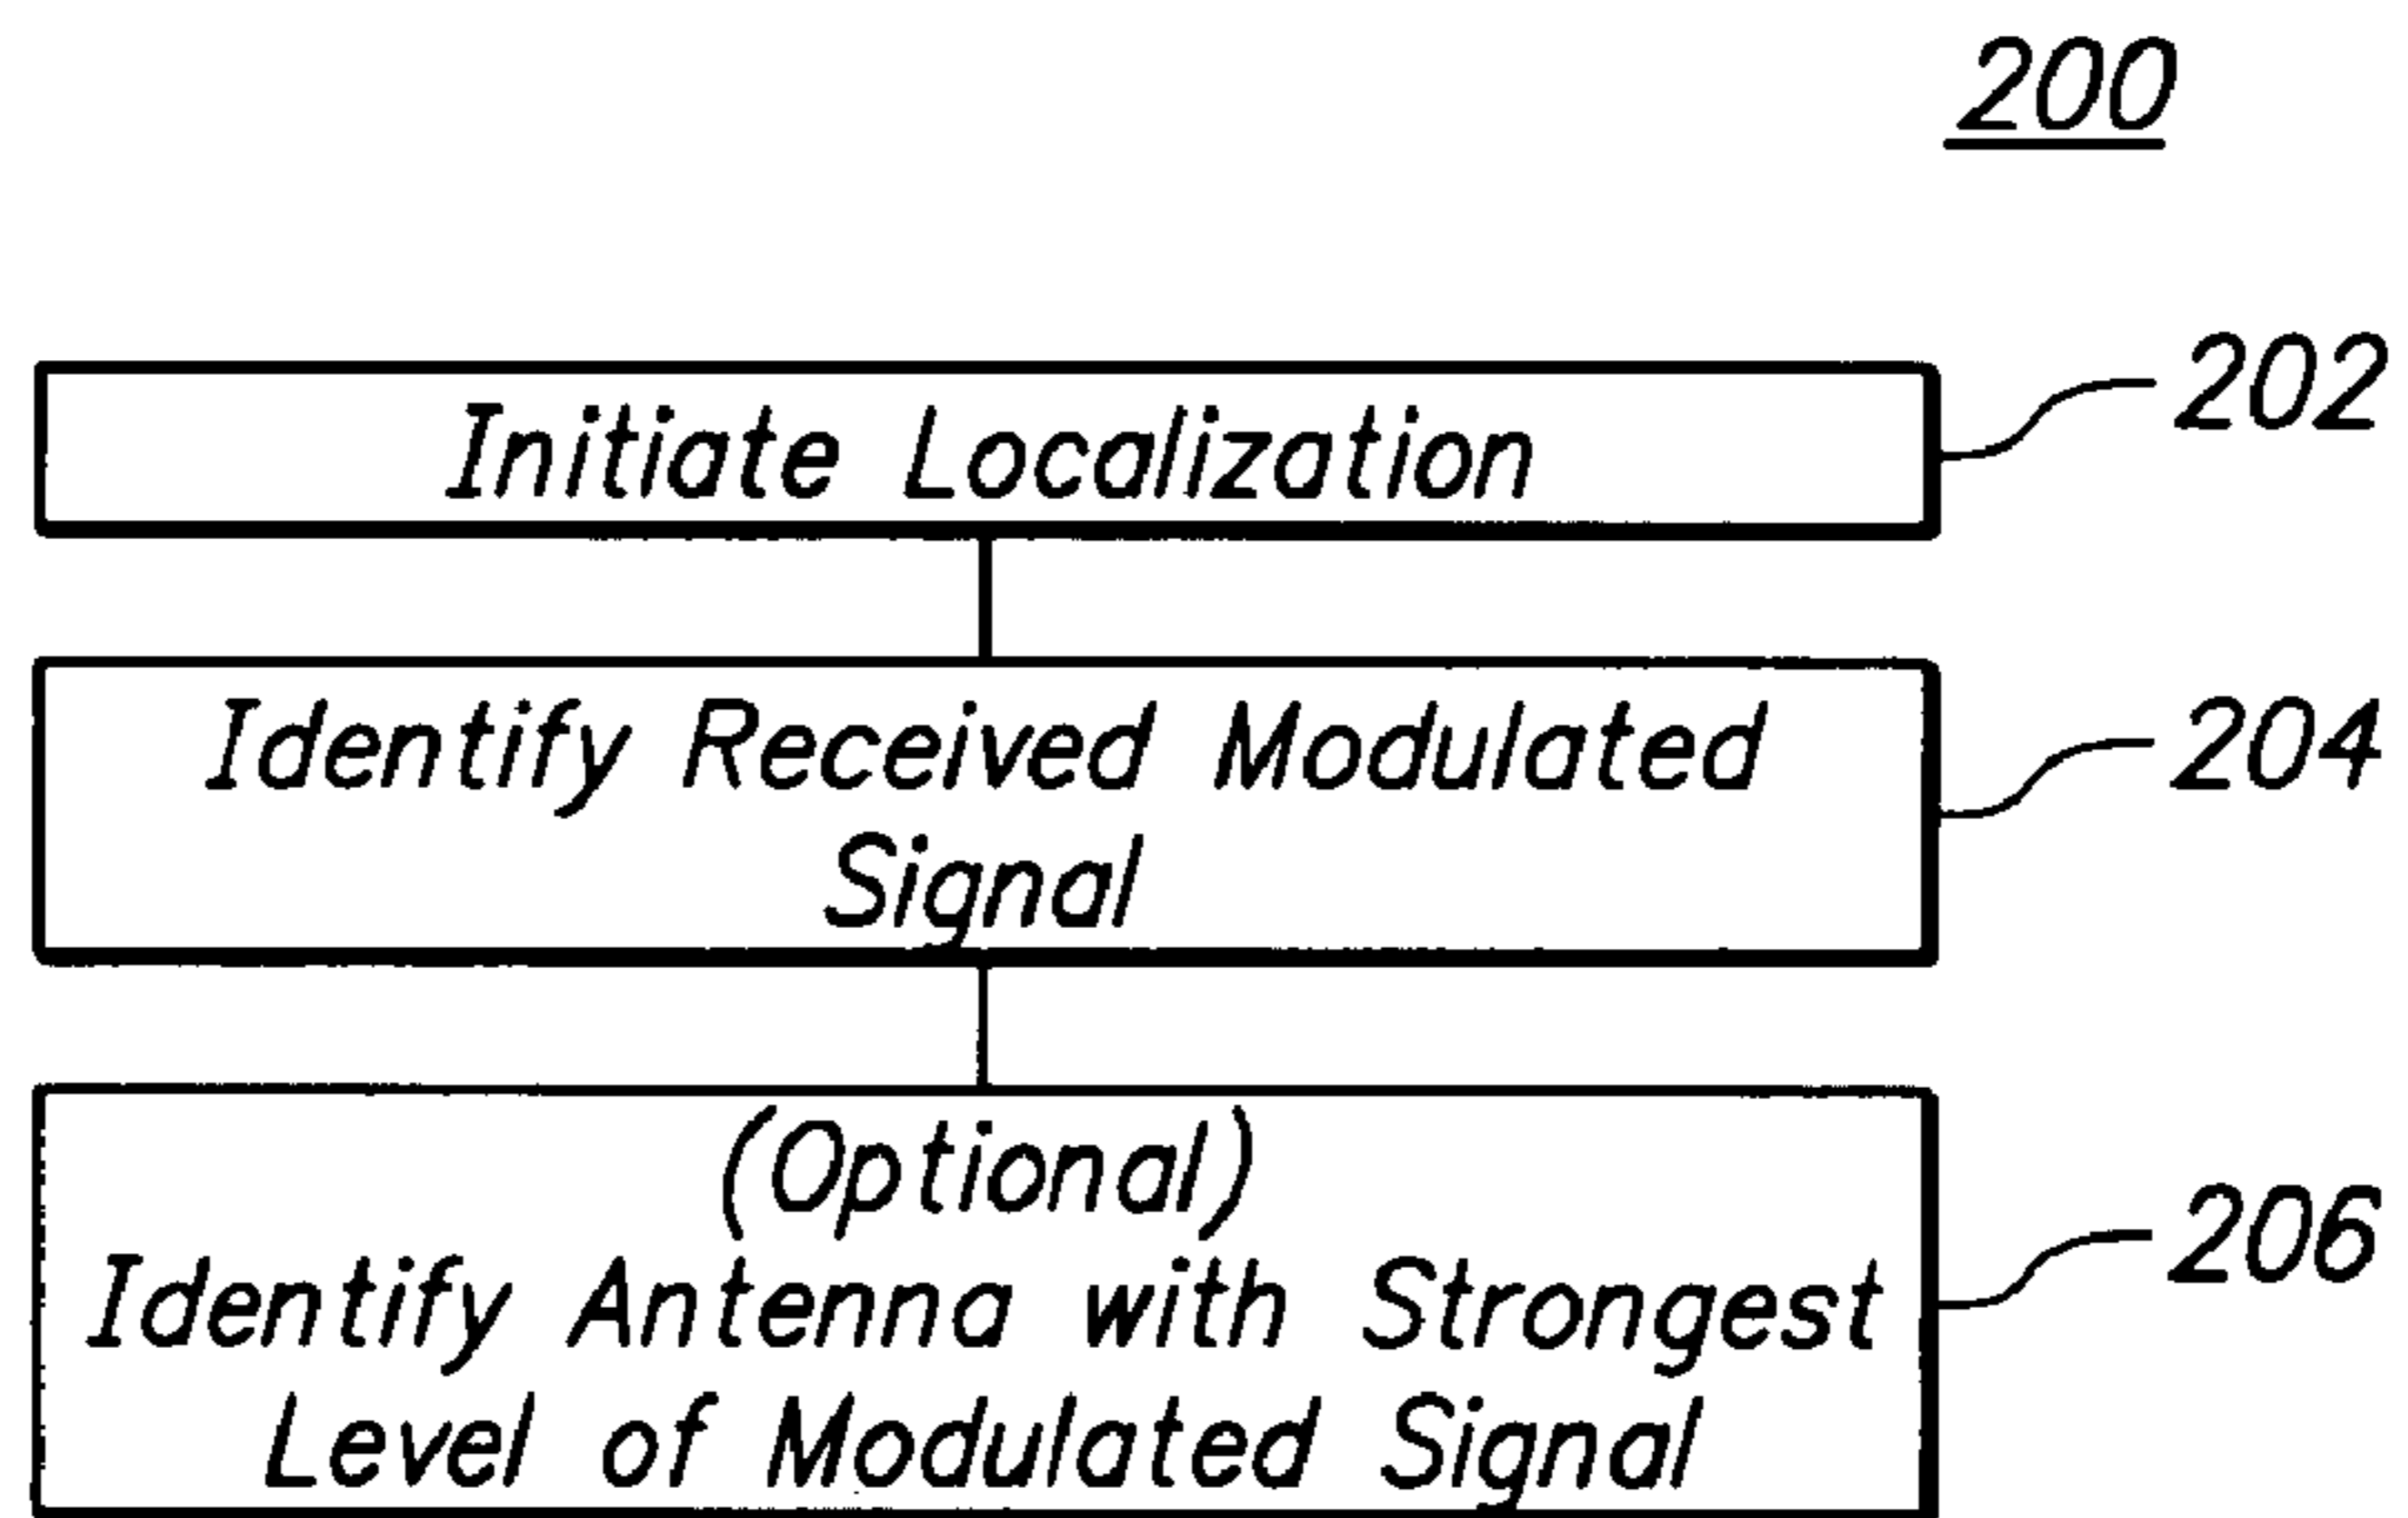 200
Initiate Localization
202
Identify Received Modulated
Signal
204
(Optional)
Identify Antenna with Strongest
Level of Modulated Signal
206